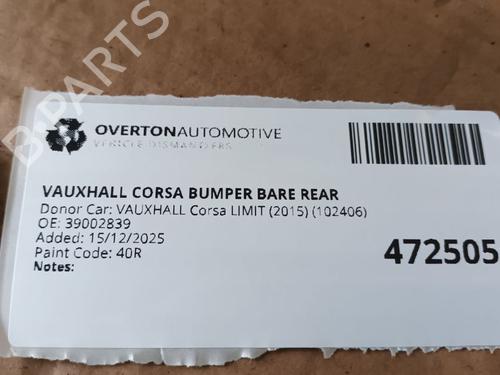 B-PARTS
OVERTONAUTOMOTIVE
VEHICLE DISMANTLERS
VAUXHALL CORSA BUMPER BARE REAR
Donor Car: VAUXHALL Corsa LIMIT (2015) (102406)
OE: 39002839
Added: 15/12/2025
Paint Code: 40R
Notes:
472505